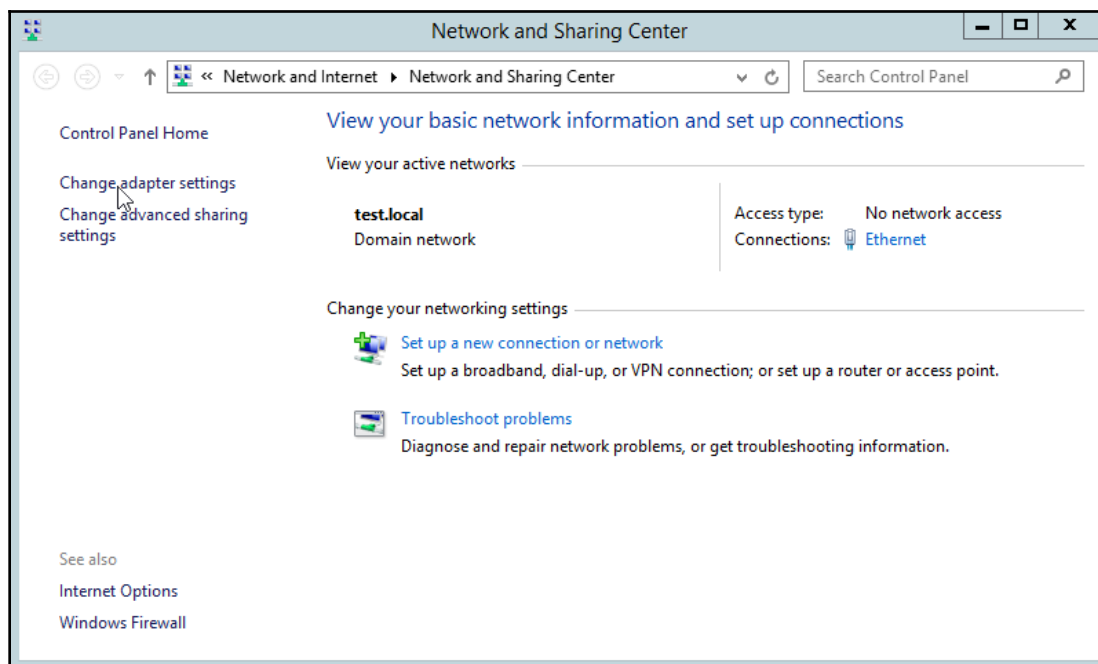 Network and Sharing Center
« Network and Internet ▸ Network and Sharing Center
Search Control Panel
Control Panel Home
Change adapter settings
Change advanced sharing
settings
View your basic network information and set up connections
View your active networks
test.local
Domain network
Access type: No network access
Connections: Ethernet
Change your networking settings
Set up a new connection or network
Set up a broadband, dial-up, or VPN connection; or set up a router or access point.
Troubleshoot problems
Diagnose and repair network problems, or get troubleshooting information.
See also
Internet Options
Windows Firewall